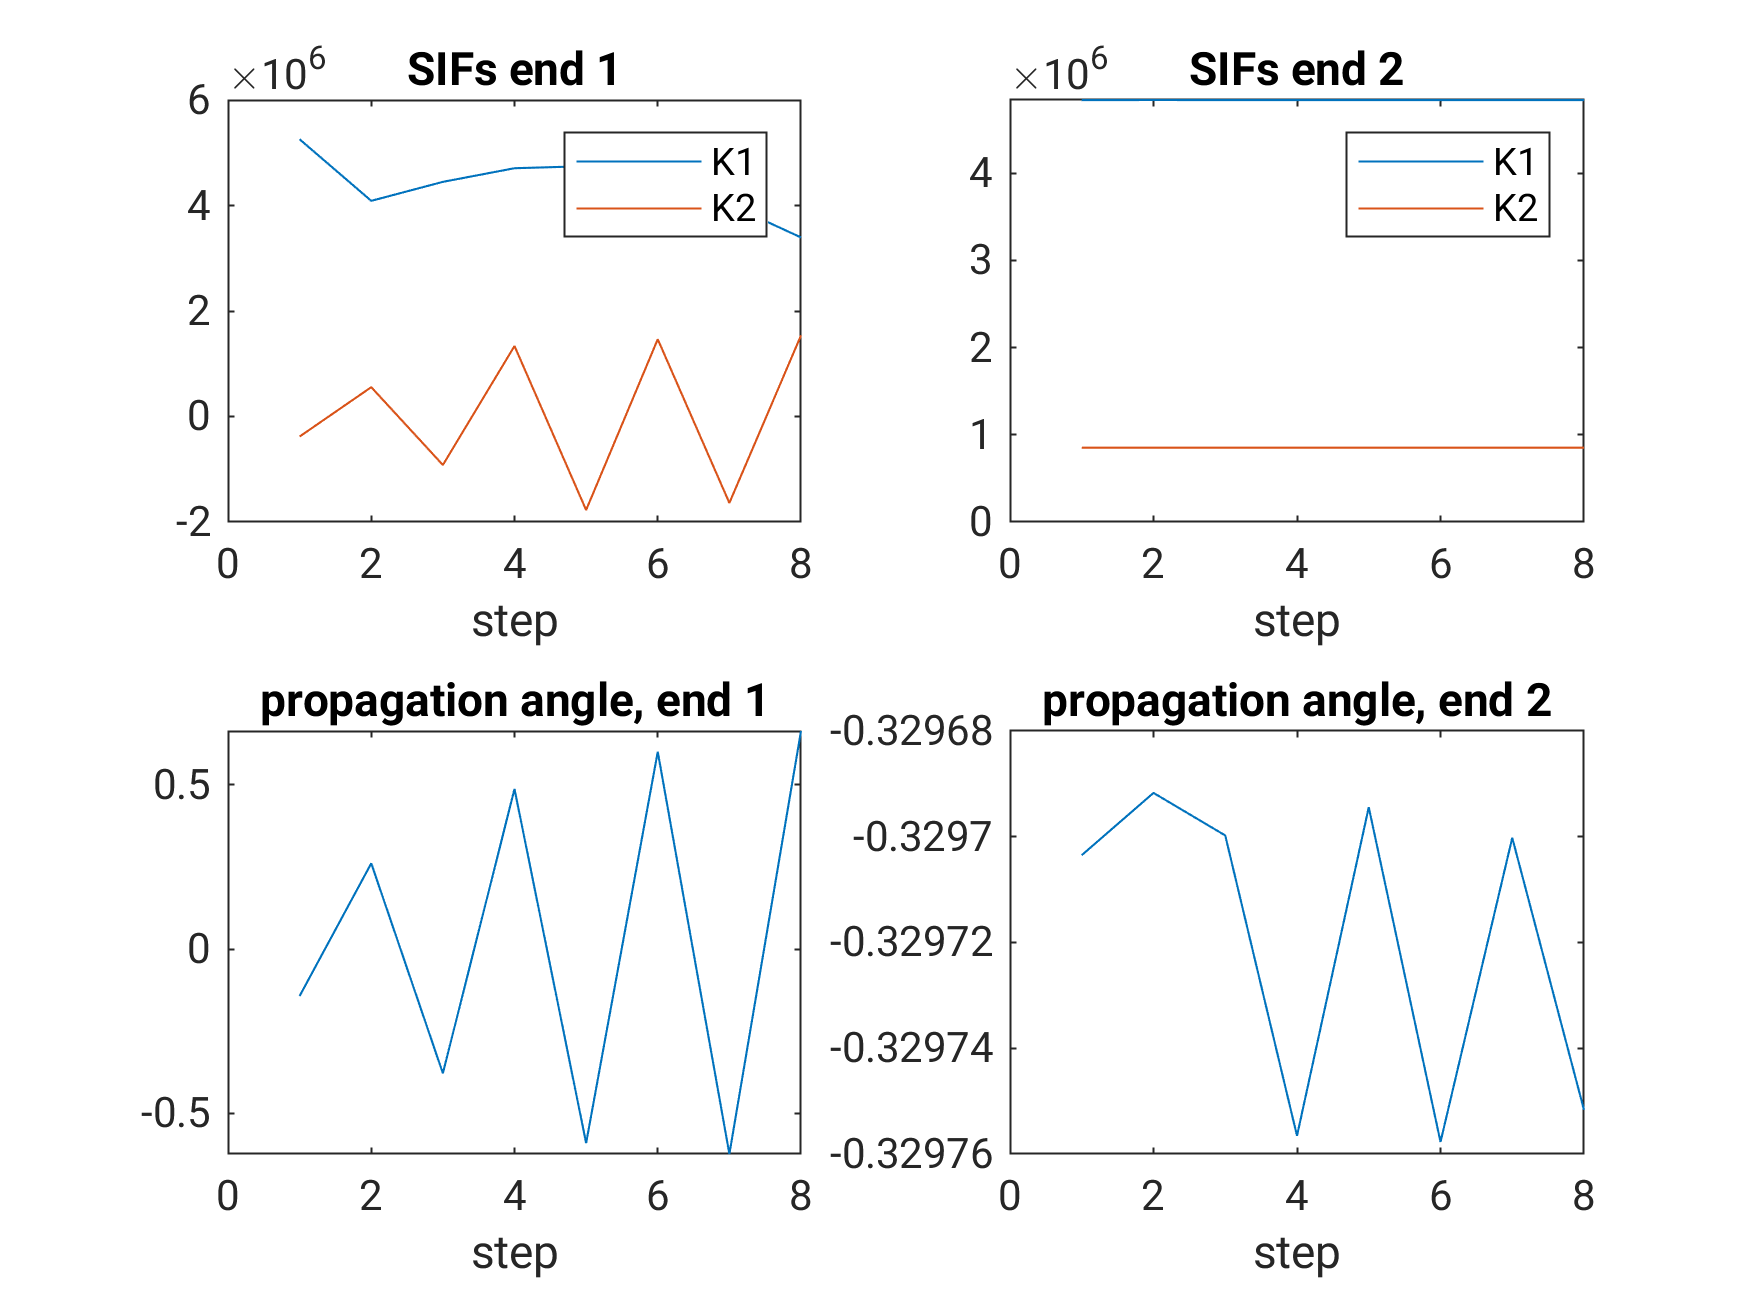 ×10^6
SIFs end 1
6
4
2
0
-2
K1
K2
0 2 4 6 8
step
×10^6
SIFs end 2
4
3
2
1
0
K1
K2
0 2 4 6 8
step
propagation angle, end 1
0.5
0
-0.5
0 2 4 6 8
step
propagation angle, end 2
-0.32968
-0.3297
-0.32972
-0.32974
-0.32976
0 2 4 6 8
step